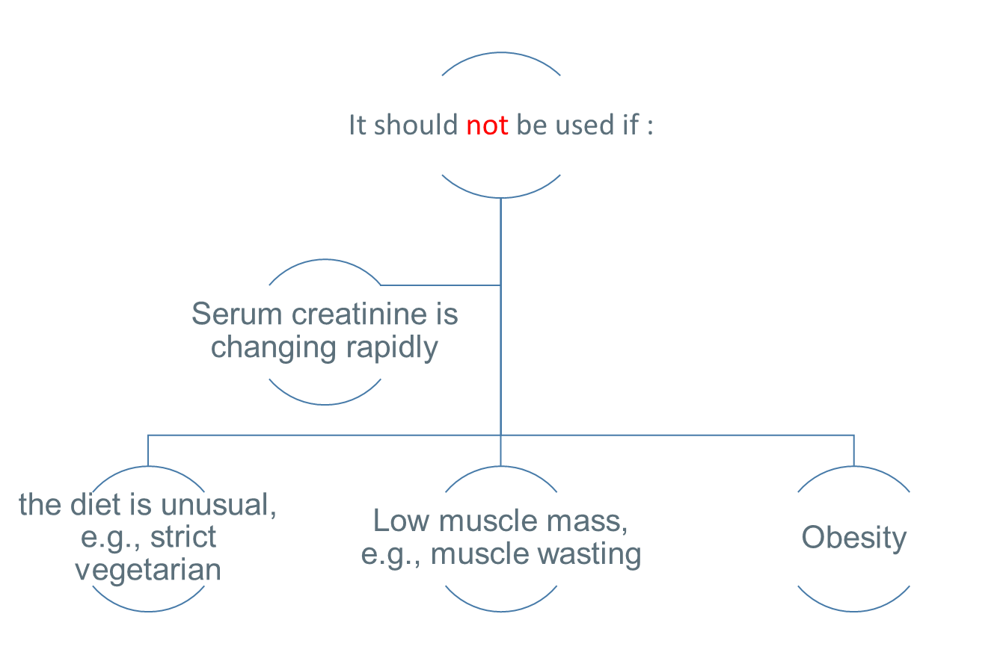 It should not be used if :
Serum creatinine is
changing rapidly
the diet is unusual,
e.g., strict
vegetarian
Low muscle mass,
e.g., muscle wasting
Obesity